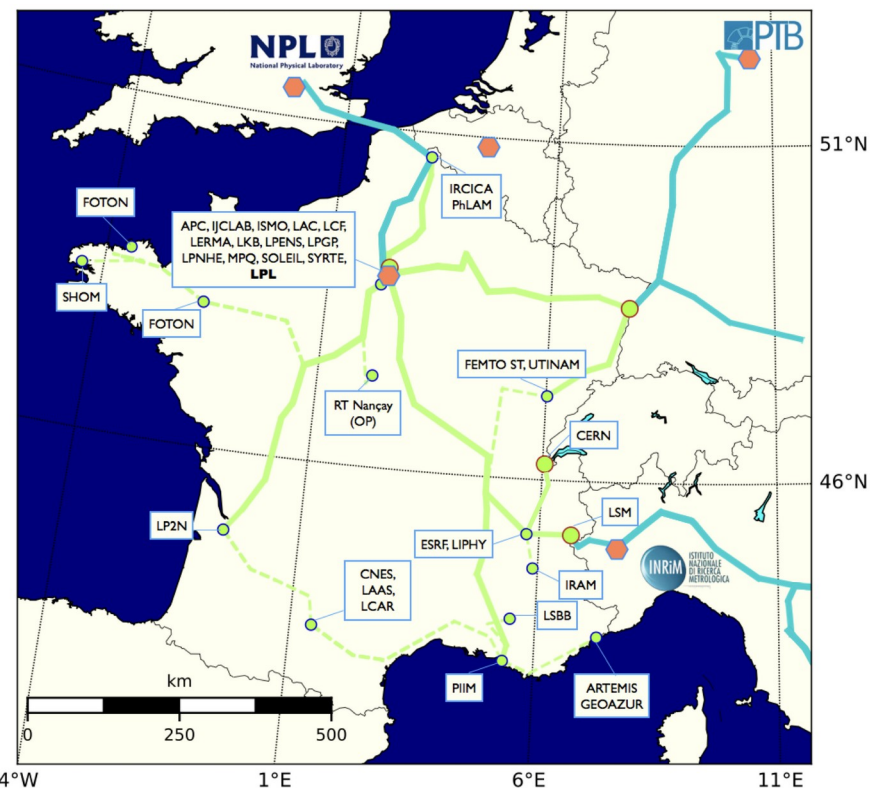 NPL
National Physical Laboratory
PTB
51°N
IRCICA
PhLAM
FOTON
APC, IJCLAB, ISMO, LAC, LCF,
LERMA, LKB, LPENS, LPGP,
LPNHE, MPQ, SOLEIL, SYRTE,
LPL
SHOM
FOTON
FEMTO ST, UTINAM
RT Nançay
(OP)
CERN
46°N
LSM
LP2N
ESRF, LIPHY
INRiM
ISTITUTO
NAZIONALE
DI RICERCA
METROLOGICA
CNES,
LAAS,
LCAR
IRAM
LSBB
km
PIIM
ARTEMIS
GEOAZUR
0
250
500
4°W
1°E
6°E
11°E